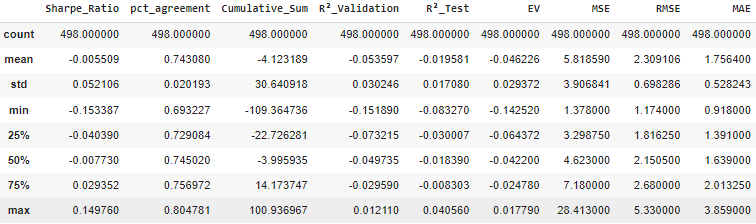 Sharpe_Ratio pct_agreement Cumulative_Sum R²_Validation R²_Test EV MSE RMSE MAE
count 498.000000 498.000000 498.000000 498.000000 498.000000 498.000000 498.000000 498.000000 498.000000
mean -0.005509 0.743080 -4.123189 -0.053597 -0.019581 -0.046226 5.818590 2.309106 1.756400
std 0.052106 0.020193 30.640918 0.030246 0.017080 0.029372 3.906841 0.698286 0.528243
min -0.153387 0.693227 -109.364736 -0.151890 -0.083270 -0.142520 1.378000 1.174000 0.918000
25% -0.040390 0.729084 -22.726281 -0.073215 -0.030007 -0.064372 3.298750 1.816250 1.391000
50% -0.007730 0.745020 -3.995935 -0.049735 -0.018390 -0.042200 4.623000 2.150500 1.639000
75% 0.029352 0.756972 14.173747 -0.029590 -0.008303 -0.024780 7.180000 2.680000 2.013250
max 0.149760 0.804781 100.936967 0.012110 0.040560 0.017790 28.413000 5.330000 3.859000